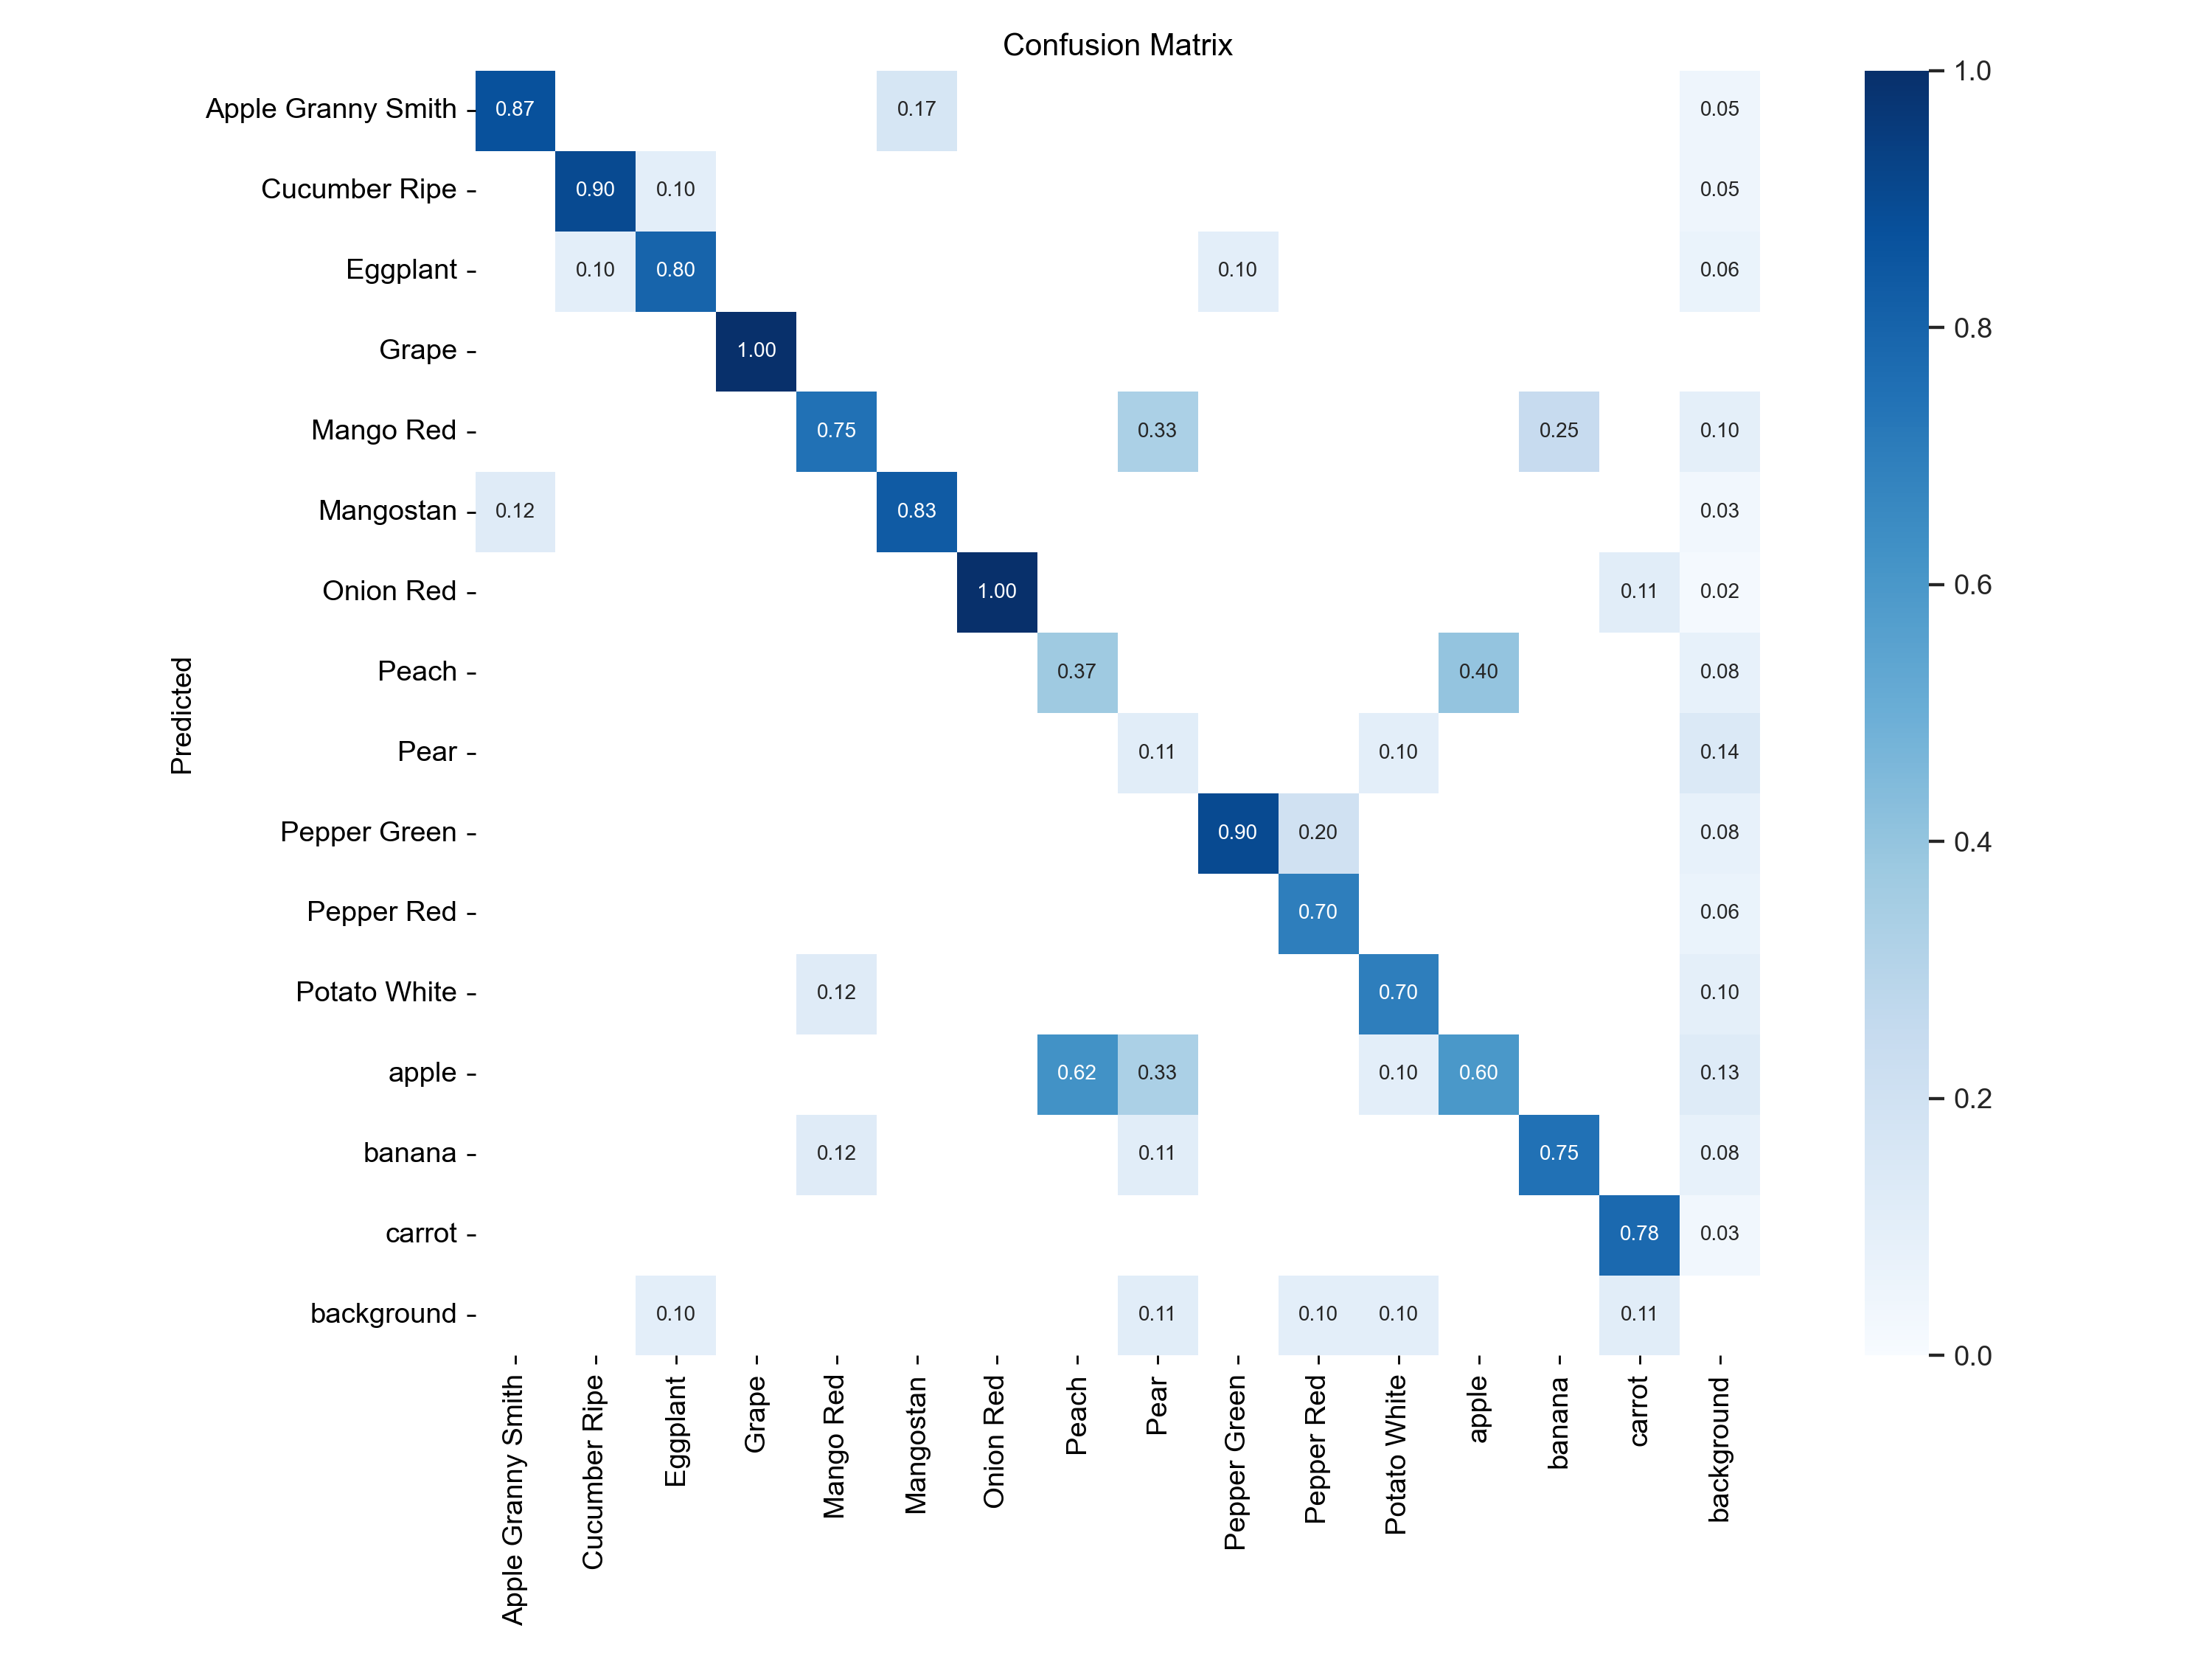 Confusion Matrix
Apple Granny Smith 0.87 0.17 0.05
Cucumber Ripe 0.90 0.10 0.05
Eggplant 0.10 0.80 0.10 0.06
Grape 1.00
Mango Red 0.75 0.33 0.25 0.10
Mangostan 0.12 0.83 0.03
Onion Red 1.00 0.11 0.02
Peach 0.37 0.40 0.08
Pear 0.11 0.10 0.14
Pepper Green 0.90 0.20 0.08
Pepper Red 0.70 0.06
Potato White 0.12 0.70 0.10
apple 0.62 0.33 0.10 0.60 0.13
banana 0.12 0.11 0.75 0.08
carrot 0.78 0.03
background 0.10 0.11 0.10 0.10 0.11
Predicted
Apple Granny Smith
Cucumber Ripe
Eggplant
Grape
Mango Red
Mangostan
Onion Red
Peach
Pear
Pepper Green
Pepper Red
Potato White
apple
banana
carrot
background
1.0
0.8
0.6
0.4
0.2
0.0